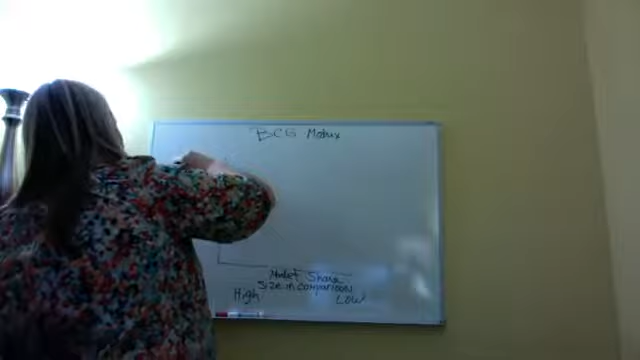 BCG Matrix
Market Share
Size in comparison
High Low